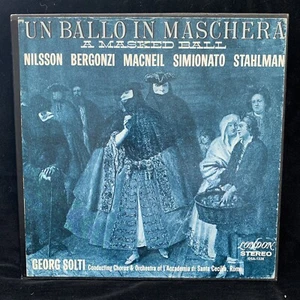 UN BALLO IN MASCHERA
A MASKED BALL
NILSSON BERGONZI MACNEIL SIMIONATO STAHLMAN
LONDON
STEREO
GEORG SOLTI Conducting Chorus & Orchestra of L'Accademia di Santa Cecilia, Rome